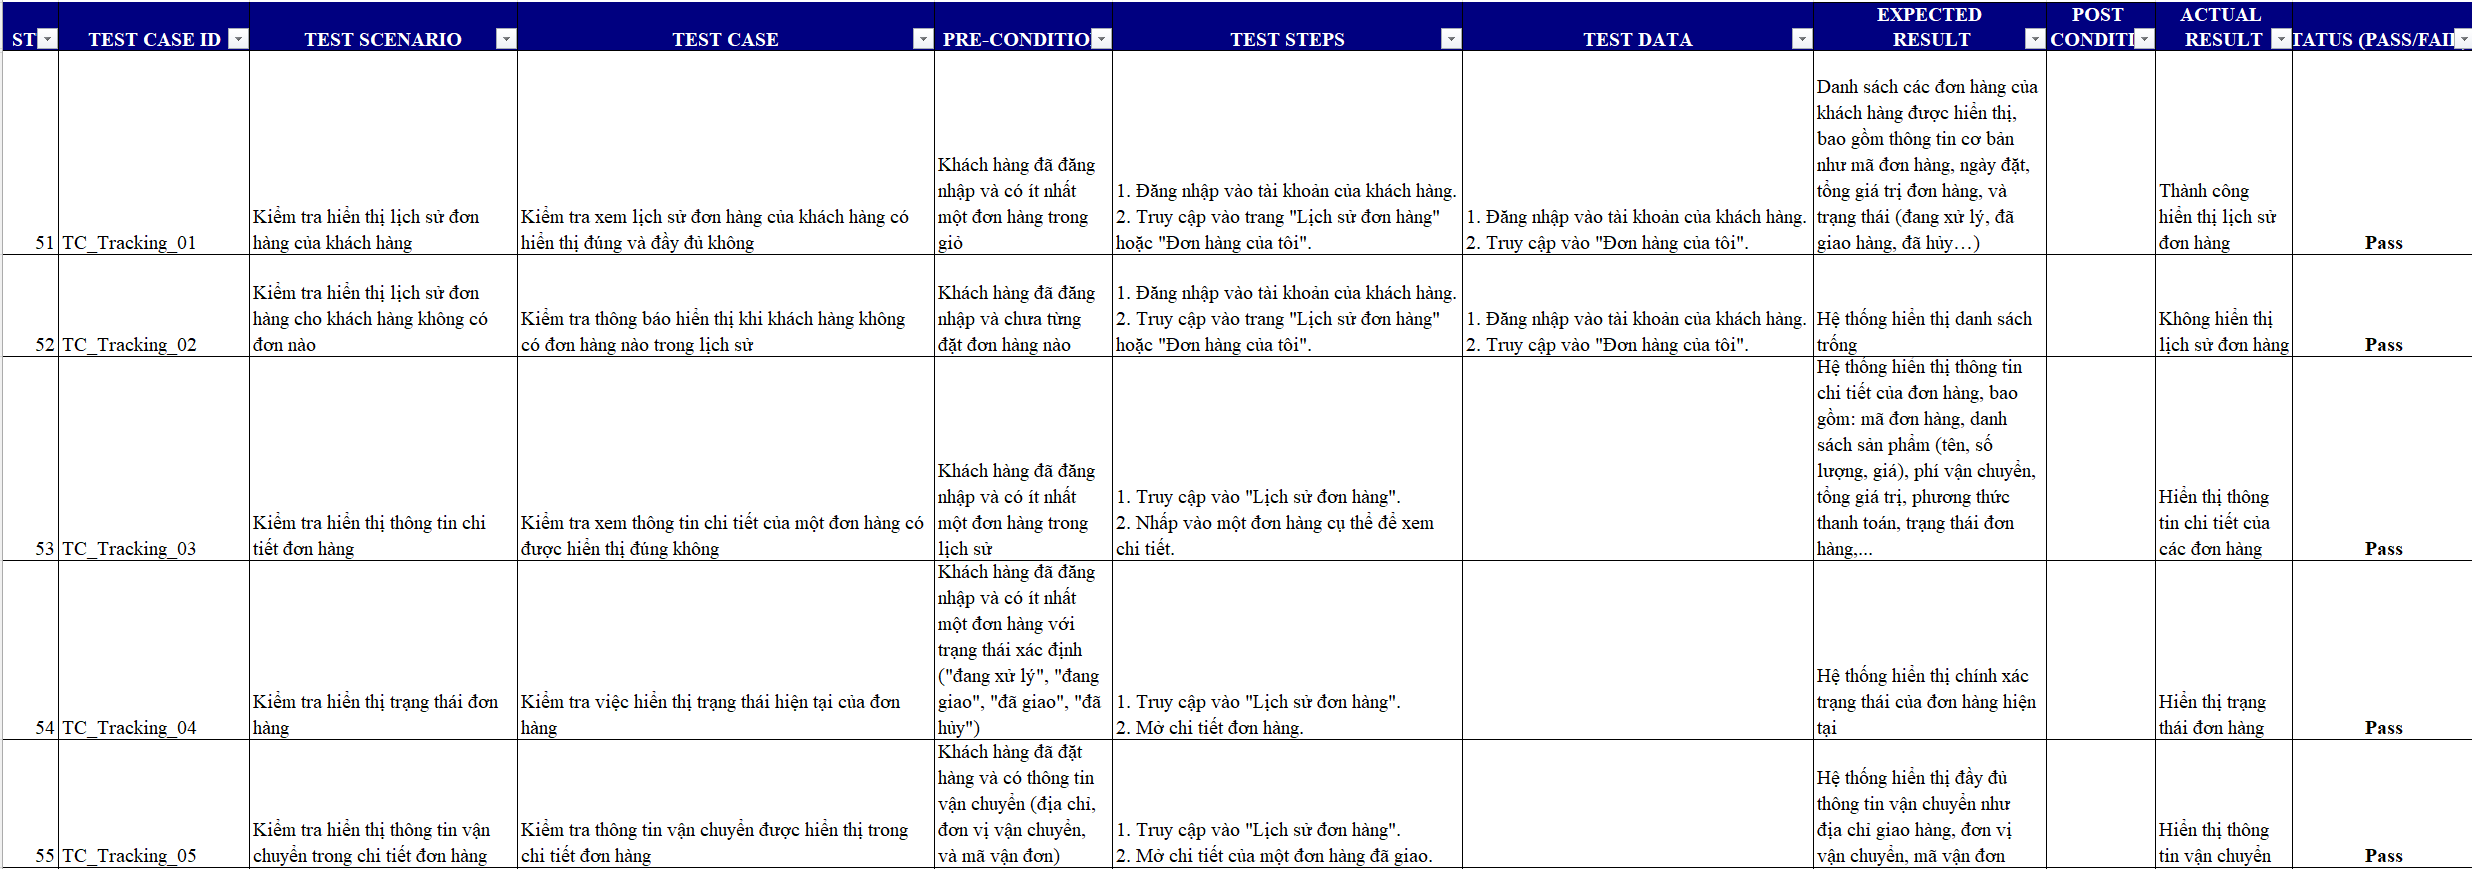 ST TEST CASE ID TEST SCENARIO TEST CASE PRE-CONDITIO TEST STEPS TEST DATA EXPECTED RESULT POST CONDITI ACTUAL RESULT TATUS (PASS/FAIL
51
TC_Tracking_01
Kiểm tra hiển thị lịch sử đơn
hàng của khách hàng
Kiểm tra xem lịch sử đơn hàng của khách hàng có
hiển thị đúng và đầy đủ không
Khách hàng đã đăng
nhập và có ít nhất
một đơn hàng trong
giỏ
1. Đăng nhập vào tài khoản của khách hàng.
2. Truy cập vào trang "Lịch sử đơn hàng"
hoặc "Đơn hàng của tôi".
1. Đăng nhập vào tài khoản của khách hàng.
2. Truy cập vào "Đơn hàng của tôi".
Danh sách các đơn hàng của
khách hàng được hiển thị,
bao gồm thông tin cơ bản
như mã đơn hàng, ngày đặt,
tổng giá trị đơn hàng, và
trạng thái (đang xử lý, đã
giao hàng, đã hủy…)
Thành công
hiển thị lịch sử
đơn hàng
Pass
52
TC_Tracking_02
Kiểm tra hiển thị lịch sử đơn
hàng cho khách hàng không có
đơn nào
Kiểm tra thông báo hiển thị khi khách hàng không
có đơn hàng nào trong lịch sử
Khách hàng đã đăng
nhập và chưa từng
đặt đơn hàng nào
1. Đăng nhập vào tài khoản của khách hàng.
2. Truy cập vào trang "Lịch sử đơn hàng"
hoặc "Đơn hàng của tôi".
1. Đăng nhập vào tài khoản của khách hàng.
2. Truy cập vào "Đơn hàng của tôi".
Hệ thống hiển thị danh sách
trống
Không hiển thị
lịch sử đơn hàng
Pass
53
TC_Tracking_03
Kiểm tra hiển thị thông tin chi
tiết đơn hàng
Kiểm tra xem thông tin chi tiết của một đơn hàng có
được hiển thị đúng không
Khách hàng đã đăng
nhập và có ít nhất
một đơn hàng trong
lịch sử
1. Truy cập vào "Lịch sử đơn hàng".
2. Nhấp vào một đơn hàng cụ thể để xem
chi tiết.
Hệ thống hiển thị thông tin
chi tiết của đơn hàng, bao
gồm: mã đơn hàng, danh
sách sản phẩm (tên, số
lượng, giá), phí vận chuyển,
tổng giá trị, phương thức
thanh toán, trạng thái đơn
hàng,...
Hiển thị thông
tin chi tiết của
các đơn hàng
Pass
54
TC_Tracking_04
Kiểm tra hiển thị trạng thái đơn
hàng
Kiểm tra việc hiển thị trạng thái hiện tại của đơn
hàng
Khách hàng đã đăng
nhập và có ít nhất
một đơn hàng với
trạng thái xác định
("đang xử lý", "đang
giao", "đã giao", "đã
hủy")
1. Truy cập vào "Lịch sử đơn hàng".
2. Mở chi tiết đơn hàng.
Hệ thống hiển thị chính xác
trạng thái của đơn hàng hiện
tại
Hiển thị trạng
thái đơn hàng
Pass
55
TC_Tracking_05
Kiểm tra hiển thị thông tin vận
chuyển trong chi tiết đơn hàng
Kiểm tra thông tin vận chuyển được hiển thị trong
chi tiết đơn hàng
Khách hàng đã đặt
hàng và có thông tin
vận chuyển (địa chỉ,
đơn vị vận chuyển,
và mã vận đơn)
1. Truy cập vào "Lịch sử đơn hàng".
2. Mở chi tiết của một đơn hàng đã giao.
Hệ thống hiển thị đầy đủ
thông tin vận chuyển như
địa chỉ giao hàng, đơn vị
vận chuyển, mã vận đơn
Hiển thị thông
tin vận chuyển
Pass